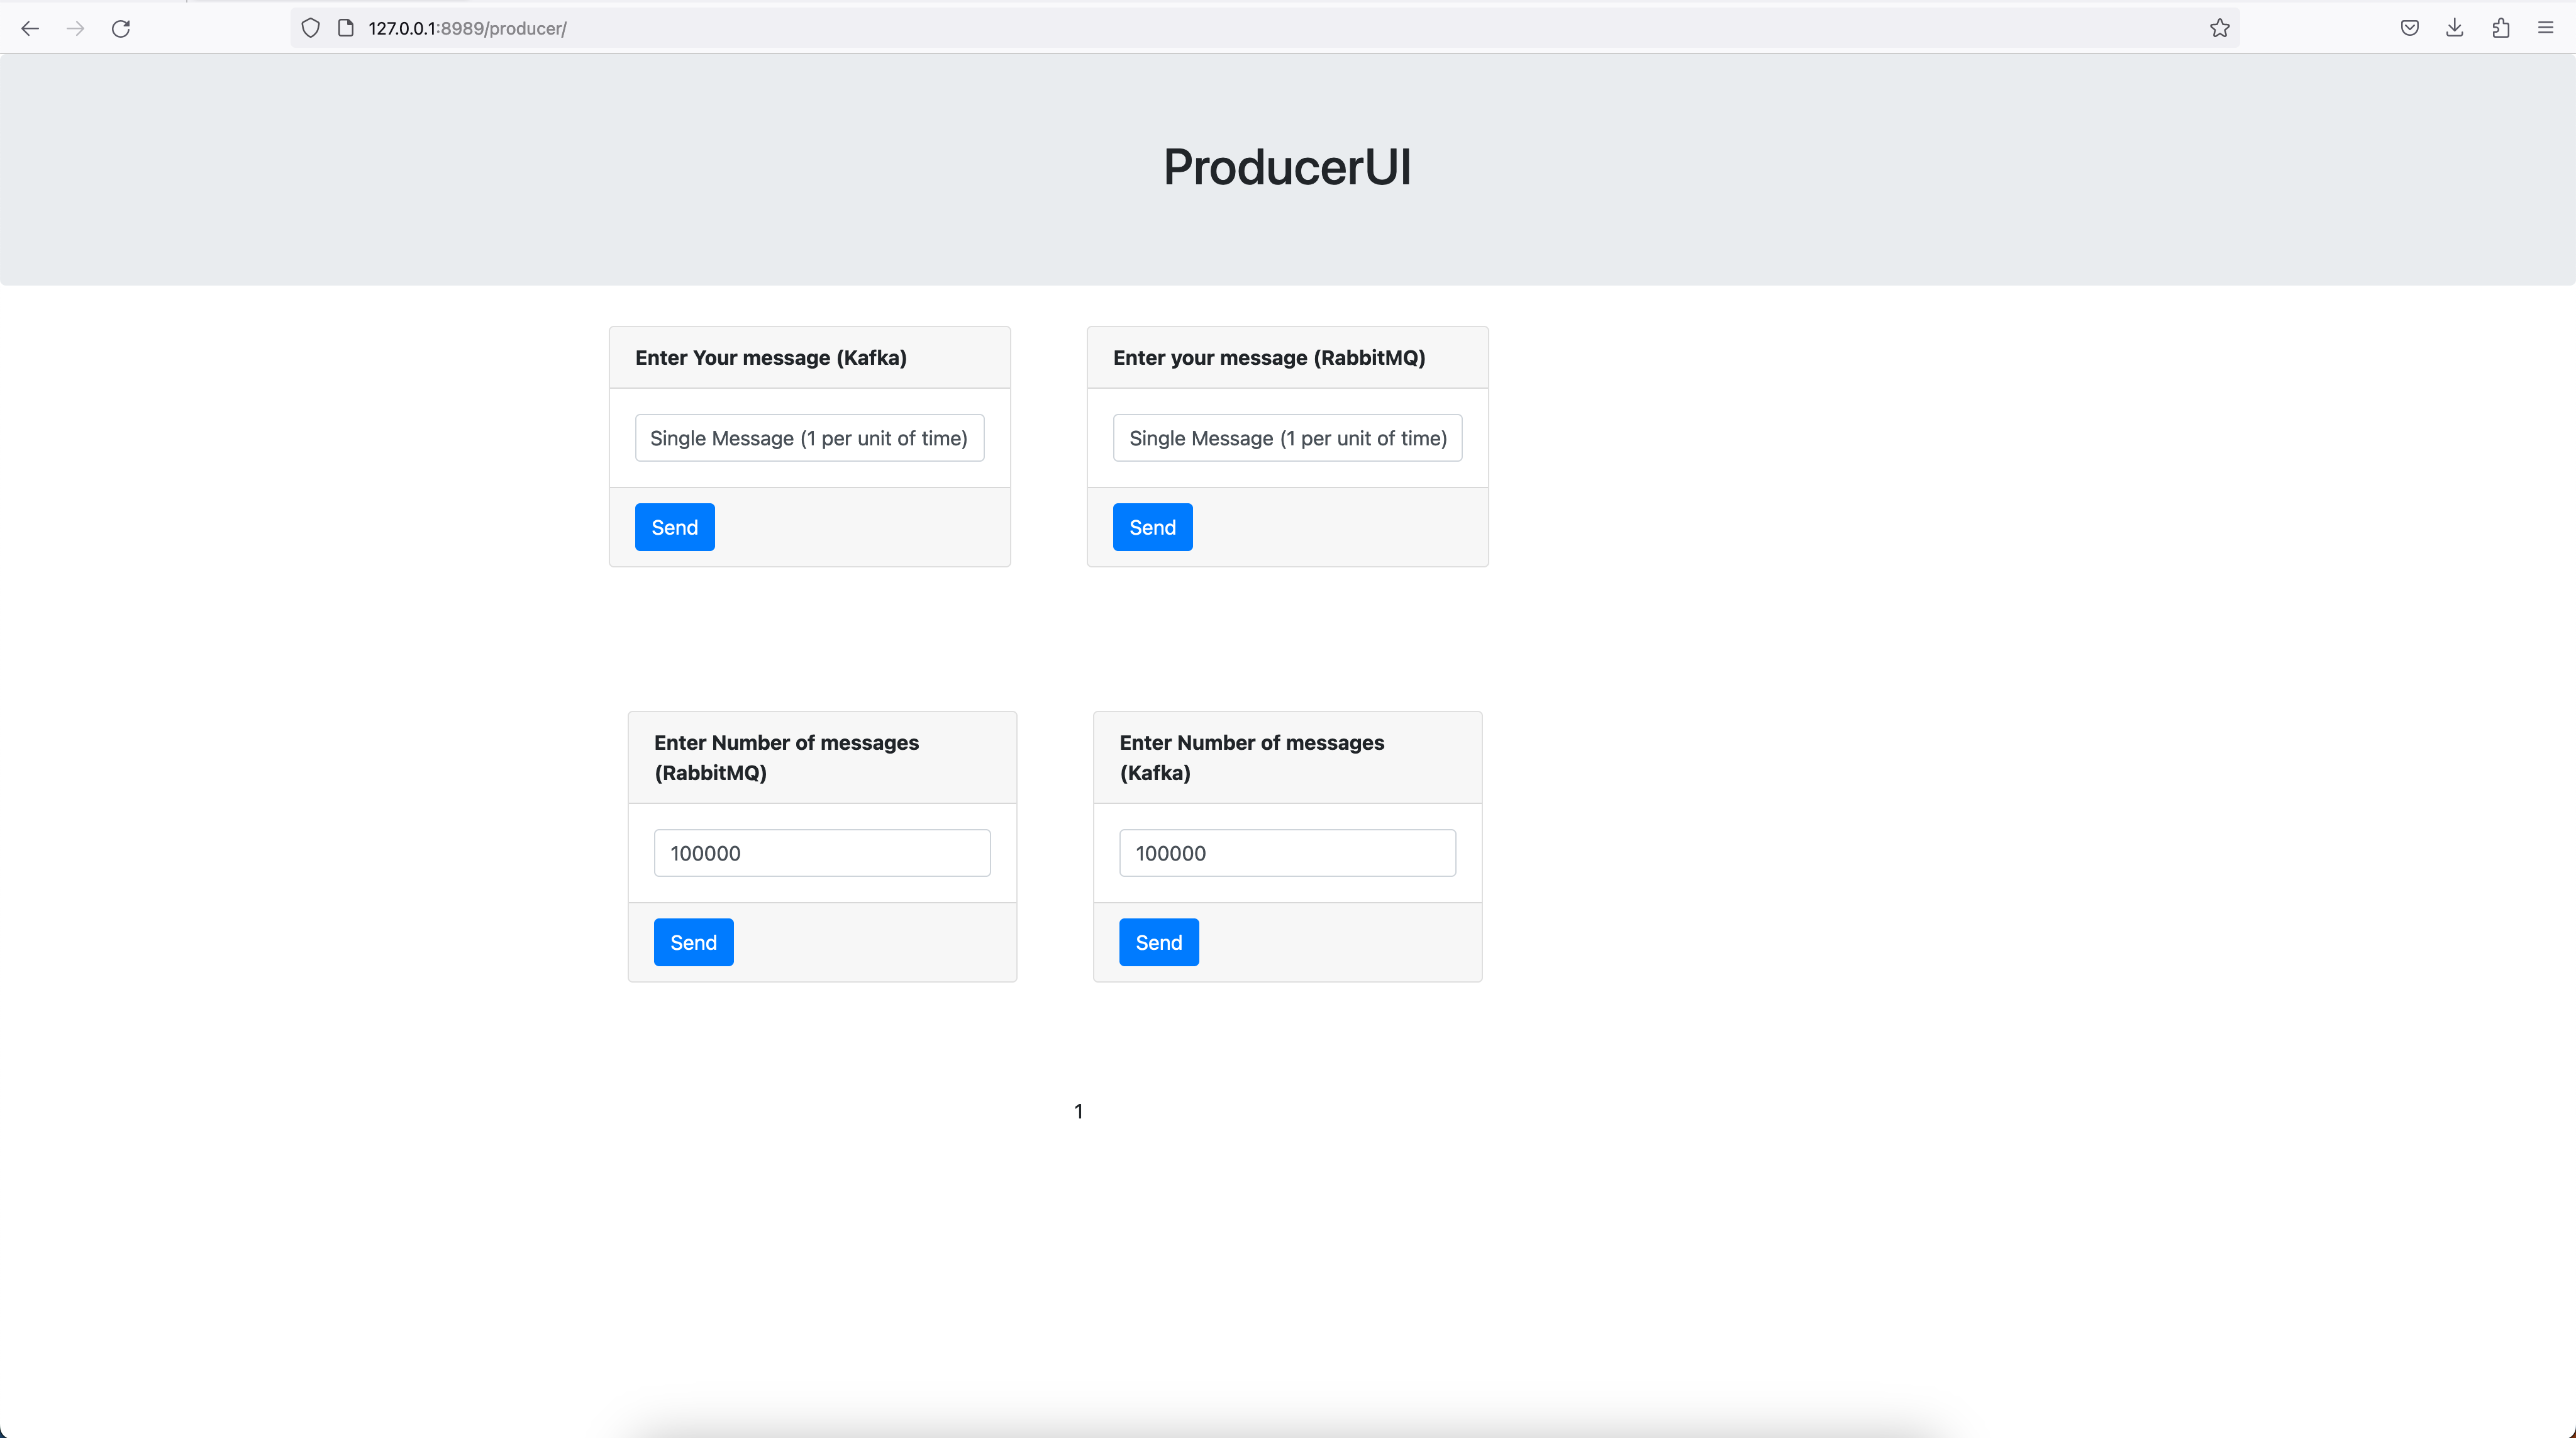 127.0.0.1:8989/producer/
ProducerUI
Enter Your message (Kafka)
Single Message (1 per unit of time)
Send
Enter your message (RabbitMQ)
Single Message (1 per unit of time)
Send
Enter Number of messages
(RabbitMQ)
100000
Send
Enter Number of messages
(Kafka)
100000
Send
1